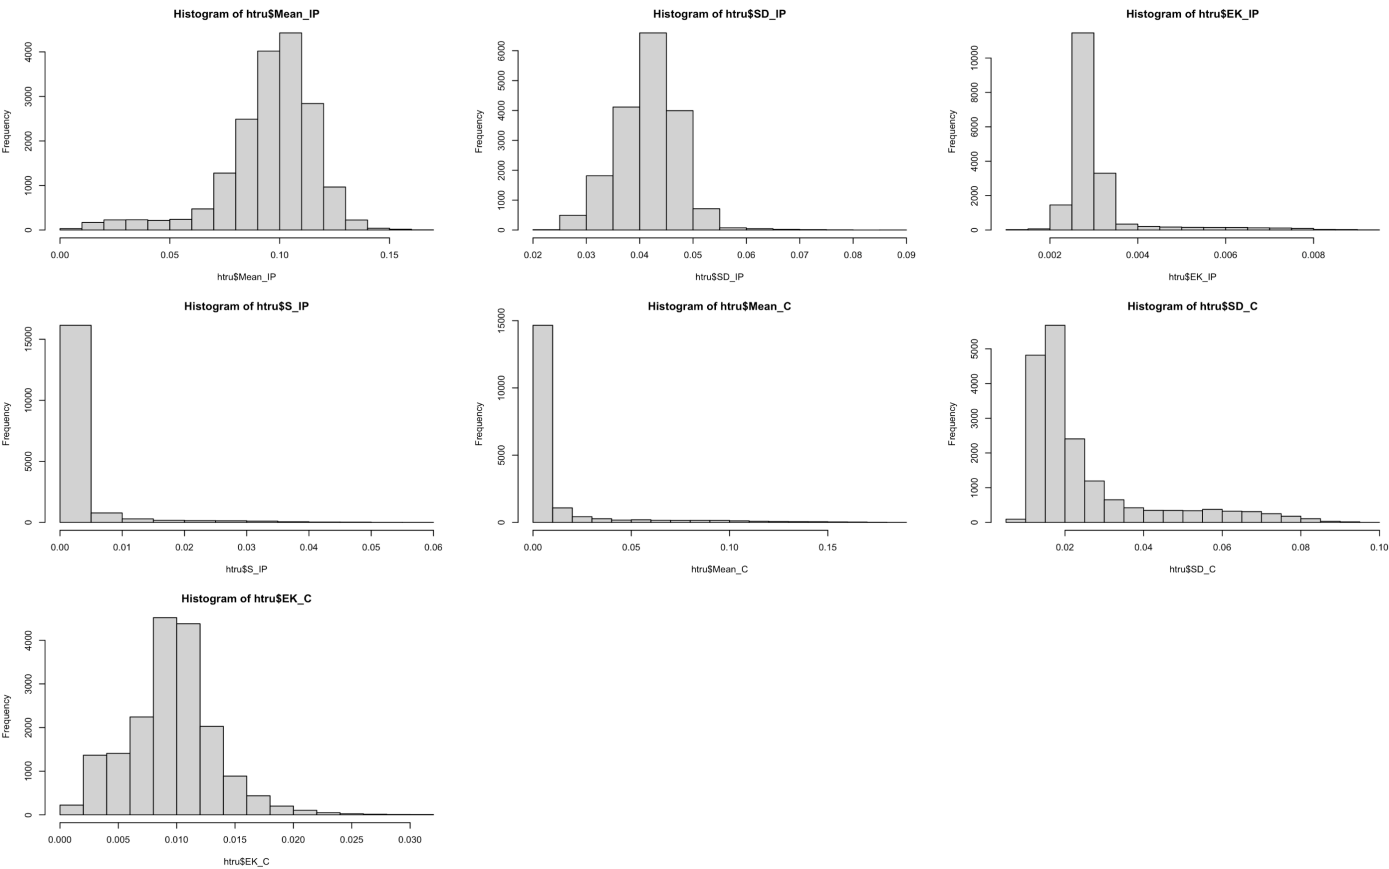 Histogram of htru$Mean_IP
Frequency
0 1000 2000 3000 4000
0.00 0.05 0.10 0.15
htru$Mean_IP
Histogram of htru$SD_IP
Frequency
0 1000 2000 3000 4000 5000 6000
0.02 0.03 0.04 0.05 0.06 0.07 0.08 0.09
htru$SD_IP
Histogram of htru$EK_IP
Frequency
0 2000 4000 6000 8000 10000
0.002 0.004 0.006 0.008
htru$EK_IP
Histogram of htru$S_IP
Frequency
0 5000 10000 15000
0.00 0.01 0.02 0.03 0.04 0.05 0.06
htru$S_IP
Histogram of htru$Mean_C
Frequency
0 5000 10000 15000
0.00 0.05 0.10 0.15
htru$Mean_C
Histogram of htru$SD_C
Frequency
0 1000 2000 3000 4000 5000
0.02 0.04 0.06 0.08 0.10
htru$SD_C
Histogram of htru$EK_C
Frequency
0 1000 2000 3000 4000
0.000 0.005 0.010 0.015 0.020 0.025 0.030
htru$EK_C